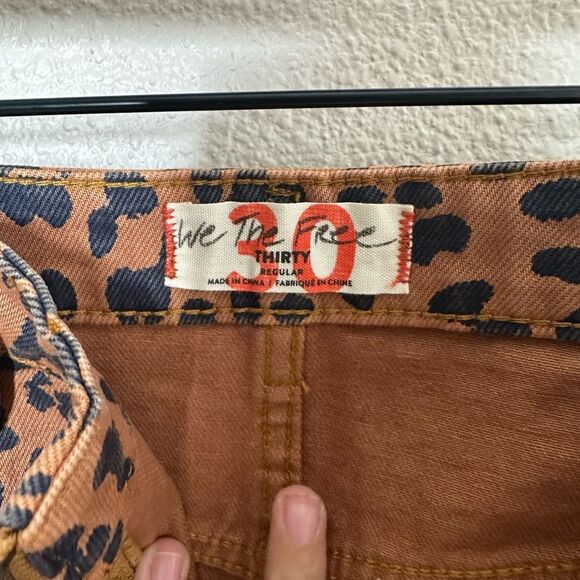 We The Free
30
THIRTY
REGULAR
MADE IN CHINA / FABRIQUÉ EN CHINE